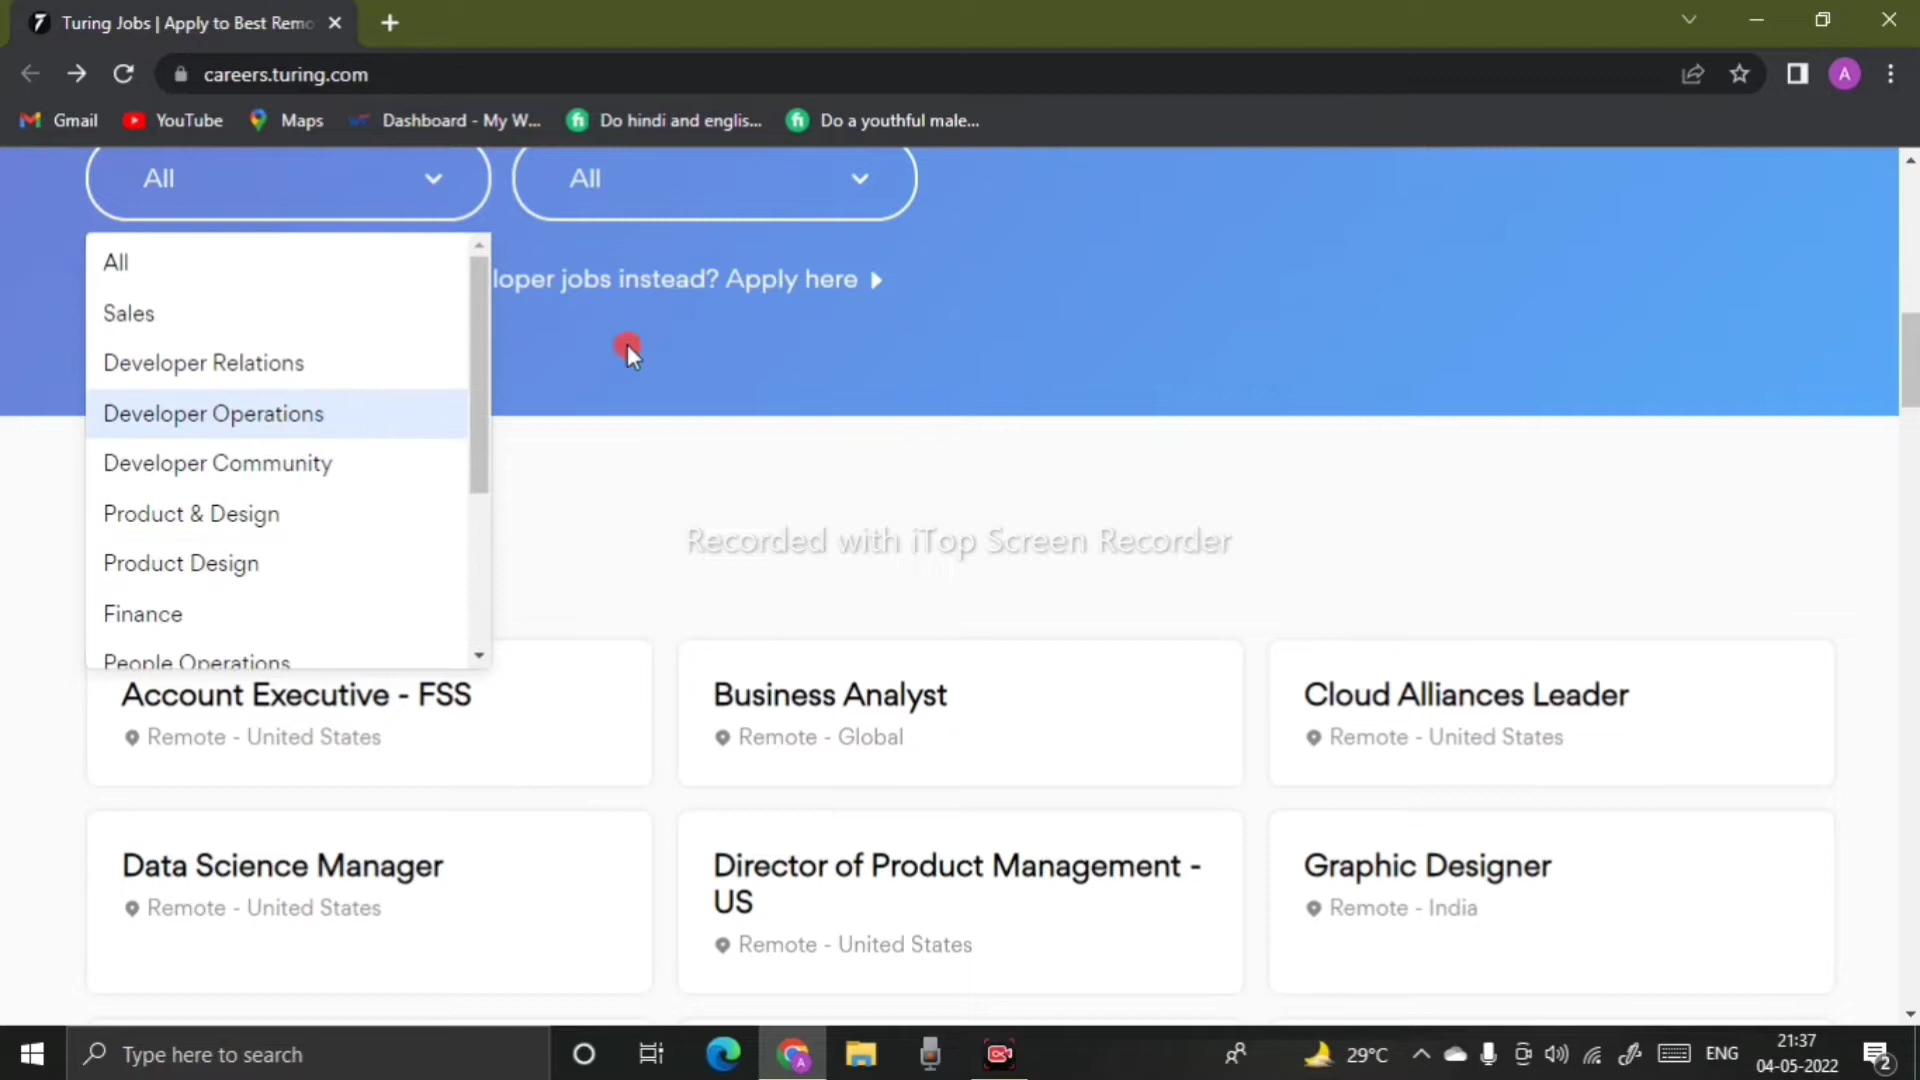 Turing Jobs | Apply to Best Remo
careers.turing.com
A
Gmail
YouTube
Maps
Dashboard - My W...
Do hindi and englis...
Do a youthful male...
All
All
All
Sales
Developer Relations
Developer Operations
Developer Community
Product & Design
Product Design
Finance
People Operations
loper jobs instead? Apply here
Recorded with iTop Screen Recorder
Account Executive - FSS
Remote - United States
Business Analyst
Remote - Global
Cloud Alliances Leader
Remote - United States
Data Science Manager
Remote - United States
Director of Product Management -
US
Remote - United States
Graphic Designer
Remote - India
Type here to search
29°C
ENG
21:37
04-05-2022
2